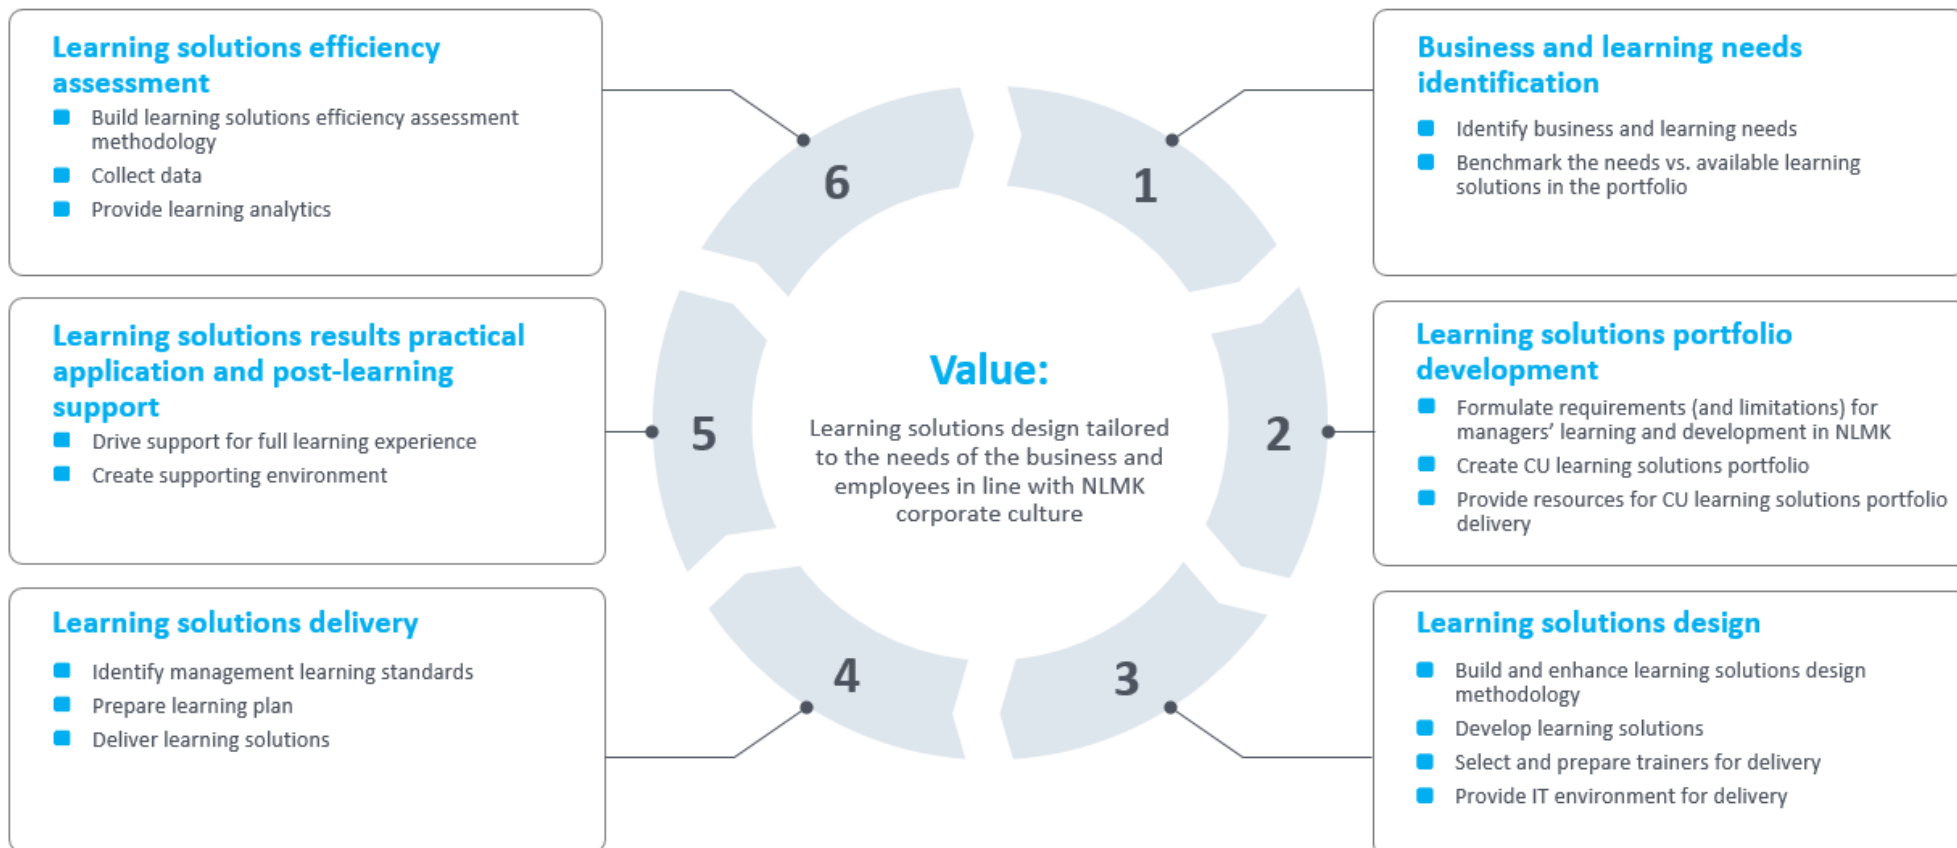 Learning solutions efficiency
assessment
Build learning solutions efficiency assessment
methodology
Collect data
Provide learning analytics
6
1
Business and learning needs
identification
Identify business and learning needs
Benchmark the needs vs. available learning
solutions in the portfolio
Learning solutions results practical
application and post-learning
support
Drive support for full learning experience
Create supporting environment
5
Value:
Learning solutions design tailored
to the needs of the business and
employees in line with NLMK
corporate culture
2
Learning solutions portfolio
development
Formulate requirements (and limitations) for
managers’ learning and development in NLMK
Create CU learning solutions portfolio
Provide resources for CU learning solutions portfolio
delivery
Learning solutions delivery
Identify management learning standards
Prepare learning plan
Deliver learning solutions
4
3
Learning solutions design
Build and enhance learning solutions design
methodology
Develop learning solutions
Select and prepare trainers for delivery
Provide IT environment for delivery